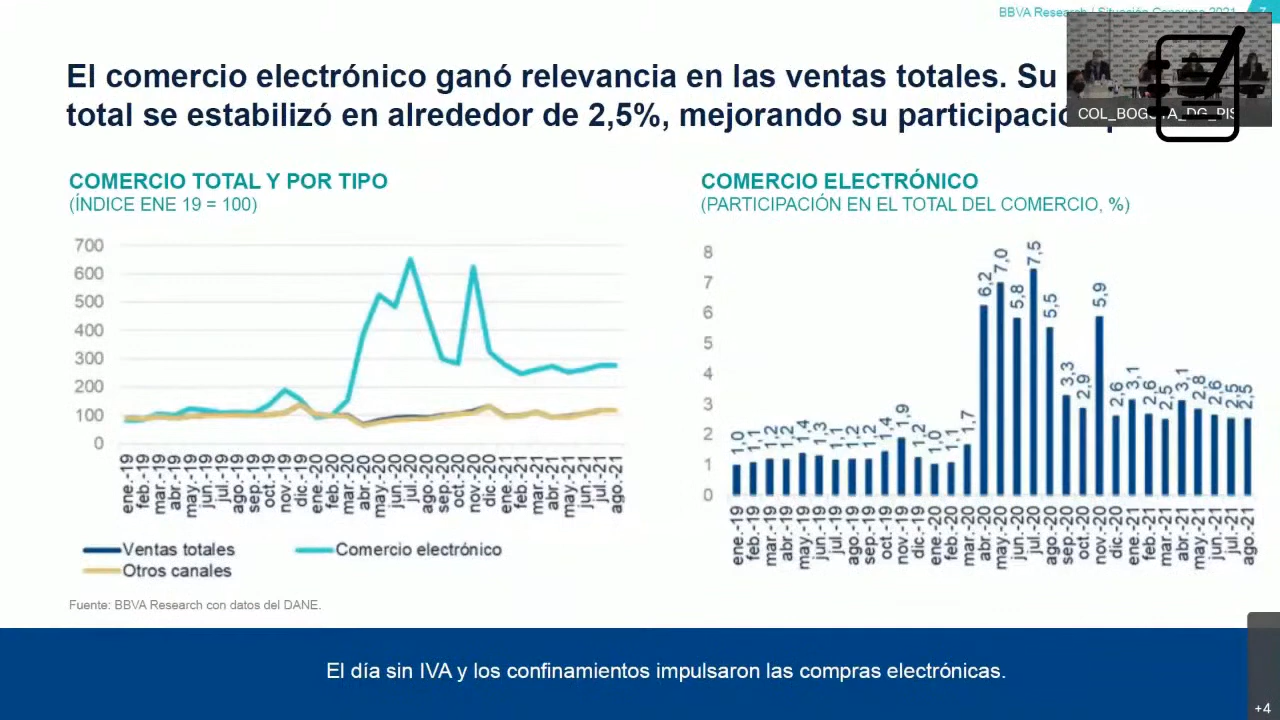 BBVA Research / Situación Consumo 2021 7
El comercio electrónico ganó relevancia en las ventas totales. Su
total se estabilizó en alrededor de 2,5%, mejorando su
COL_BOGOTA_DG_PIS
COMERCIO TOTAL Y POR TIPO
(ÍNDICE ENE 19 = 100)
700
600
500
400
300
200
100
0
ene.-19 feb.-19 mar.-19 abr.-19 may.-19 jun.-19 jul.-19 ago.-19 sep.-19 oct.-19 nov.-19 dic.-19 ene.-20 feb.-20 mar.-20 abr.-20 may.-20 jun.-20 jul.-20 ago.-20 sep.-20 oct.-20 nov.-20 dic.-20 ene.-21 feb.-21 mar.-21 abr.-21 may.-21 jun.-21 jul.-21 ago.-21
Ventas totales Comercio electrónico
Otros canales
COMERCIO ELECTRÓNICO
(PARTICIPACIÓN EN EL TOTAL DEL COMERCIO, %)
8
7
6
5
4
3
2
1
0
1,0 1,1 1,2 1,2 1,4 1,3 1,1 1,2 1,2 1,4 1,9 1,2 1,0 1,1 1,7 6,2 7,0 5,8 7,5 5,5 3,3 2,9 5,9 2,6 3,1 2,6 2,5 3,1 2,8 2,6 2,5 2,5
ene.-19 feb.-19 mar.-19 abr.-19 may.-19 jun.-19 jul.-19 ago.-19 sep.-19 oct.-19 nov.-19 dic.-19 ene.-20 feb.-20 mar.-20 abr.-20 may.-20 jun.-20 jul.-20 ago.-20 sep.-20 oct.-20 nov.-20 dic.-20 ene.-21 feb.-21 mar.-21 abr.-21 may.-21 jun.-21 jul.-21 ago.-21
Fuente: BBVA Research con datos del DANE.
El día sin IVA y los confinamientos impulsaron las compras electrónicas.
+4